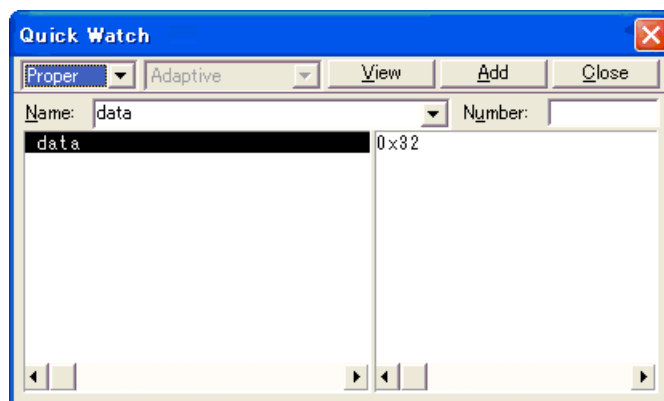 Quick Watch
Proper Adaptive View Add Close
Name: data Number:
data 0x32